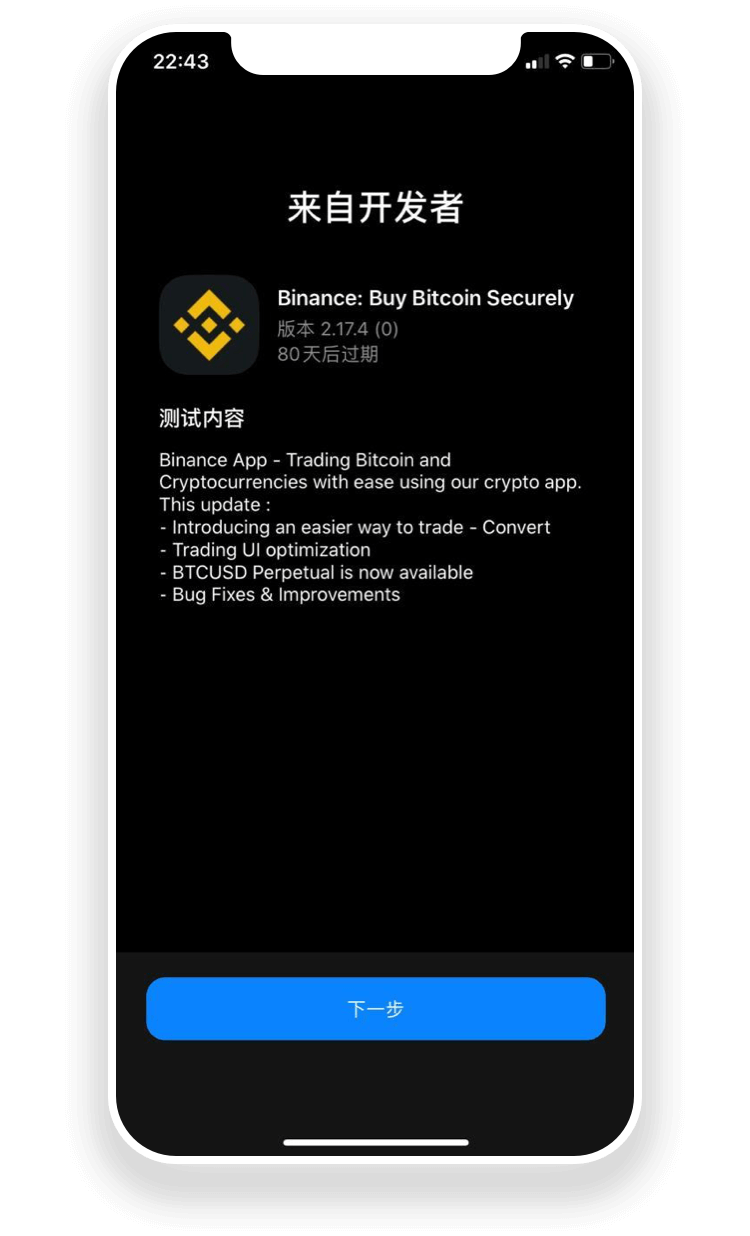 22:43
来自开发者
Binance: Buy Bitcoin Securely
版本 2.17.4 (0)
80天后过期
测试内容
Binance App - Trading Bitcoin and
Cryptocurrencies with ease using our crypto app.
This update :
- Introducing an easier way to trade - Convert
- Trading UI optimization
- BTCUSD Perpetual is now available
- Bug Fixes & Improvements
下一步